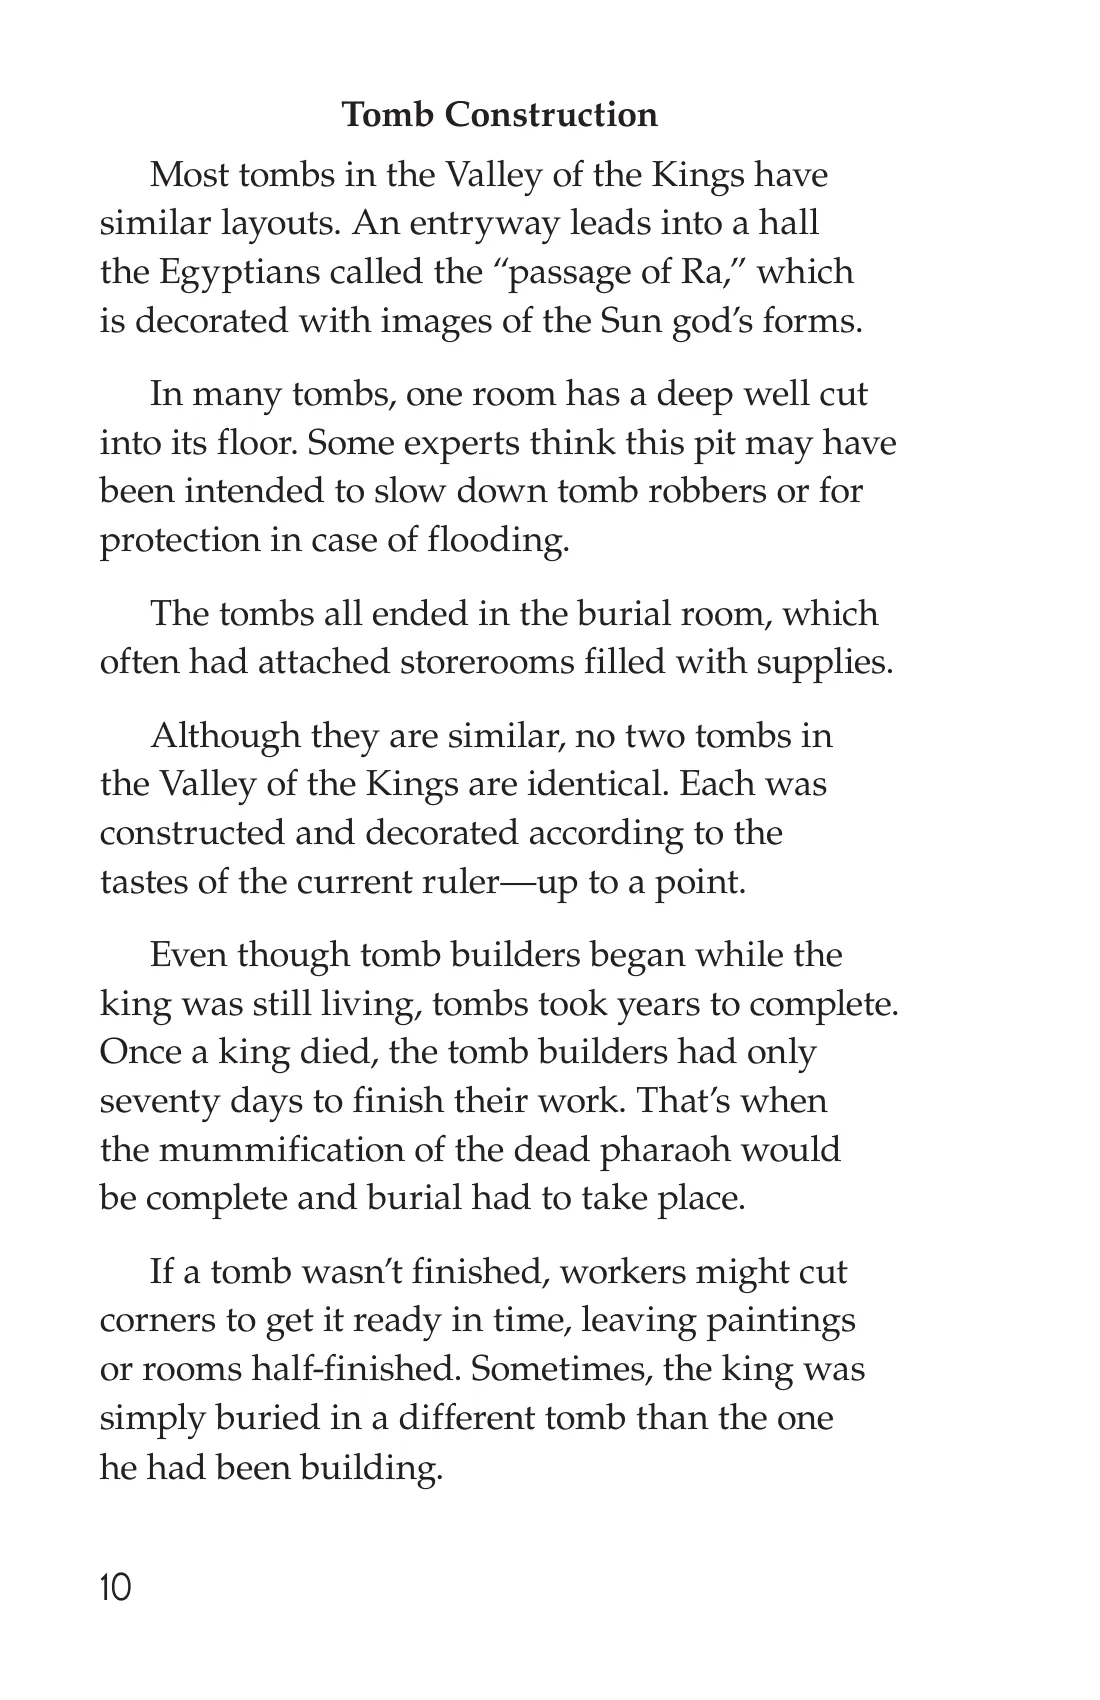 Tomb Construction
Most tombs in the Valley of the Kings have
similar layouts. An entryway leads into a hall
the Egyptians called the “passage of Ra,” which
is decorated with images of the Sun god’s forms.
In many tombs, one room has a deep well cut
into its floor. Some experts think this pit may have
been intended to slow down tomb robbers or for
protection in case of flooding.
The tombs all ended in the burial room, which
often had attached storerooms filled with supplies.
Although they are similar, no two tombs in
the Valley of the Kings are identical. Each was
constructed and decorated according to the
tastes of the current ruler—up to a point.
Even though tomb builders began while the
king was still living, tombs took years to complete.
Once a king died, the tomb builders had only
seventy days to finish their work. That’s when
the mummification of the dead pharaoh would
be complete and burial had to take place.
If a tomb wasn’t finished, workers might cut
corners to get it ready in time, leaving paintings
or rooms half-finished. Sometimes, the king was
simply buried in a different tomb than the one
he had been building.
10